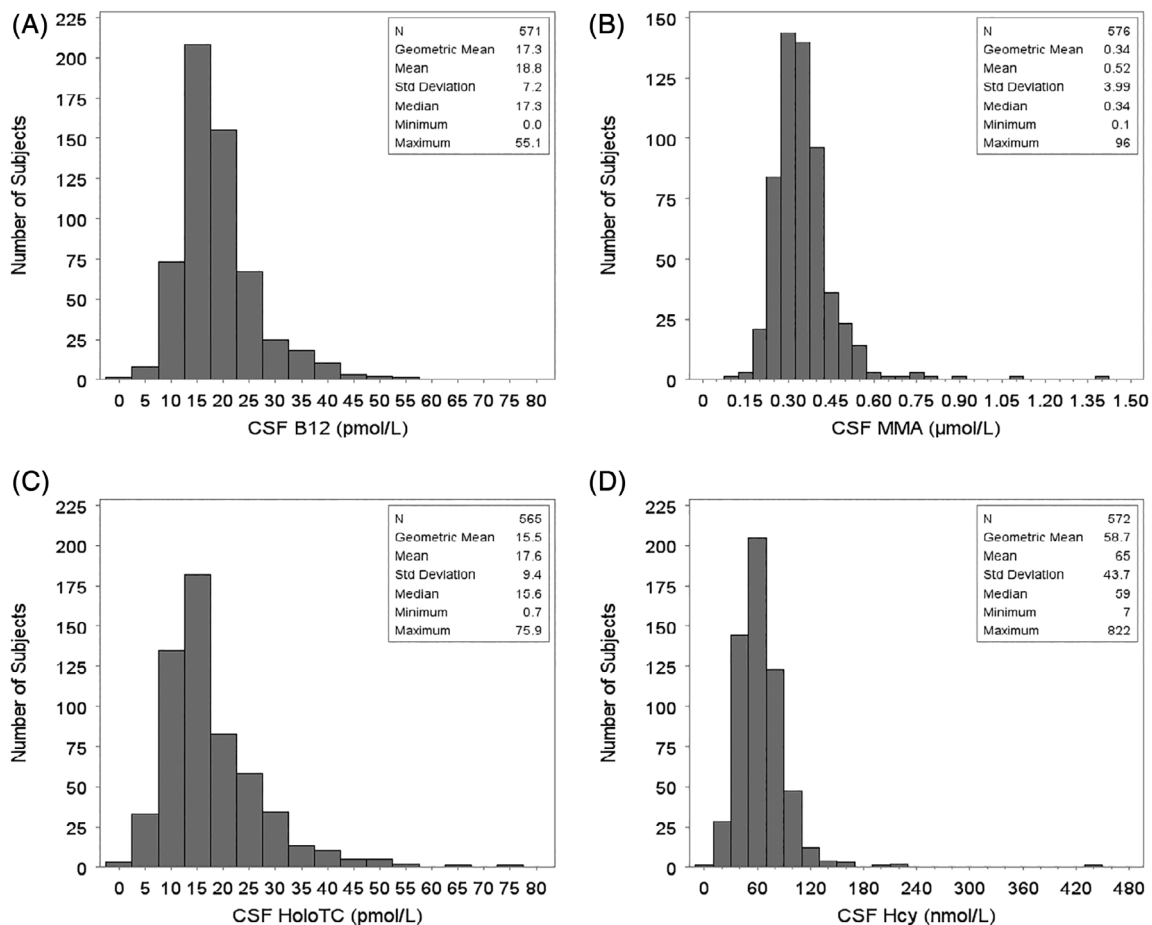 (A)
225
200
175
150
125
100
75
50
25
0
Number of Subjects
N 571
Geometric Mean 17.3
Mean 18.8
Std Deviation 7.2
Median 17.3
Minimum 0.0
Maximum 55.1
0 5 10 15 20 25 30 35 40 45 50 55 60 65 70 75 80
CSF B12 (pmol/L)
(B)
150
125
100
75
50
25
0
Number of Subjects
N 576
Geometric Mean 0.34
Mean 0.52
Std Deviation 3.99
Median 0.34
Minimum 0.1
Maximum 96
0 0.15 0.30 0.45 0.60 0.75 0.90 1.05 1.20 1.35 1.50
CSF MMA (µmol/L)
(C)
225
200
175
150
125
100
75
50
25
0
Number of Subjects
N 565
Geometric Mean 15.5
Mean 17.6
Std Deviation 9.4
Median 15.6
Minimum 0.7
Maximum 75.9
0 5 10 15 20 25 30 35 40 45 50 55 60 65 70 75 80
CSF HoloTC (pmol/L)
(D)
225
200
175
150
125
100
75
50
25
0
Number of Subjects
N 572
Geometric Mean 58.7
Mean 65
Std Deviation 43.7
Median 59
Minimum 7
Maximum 822
0 60 120 180 240 300 360 420 480
CSF Hcy (nmol/L)